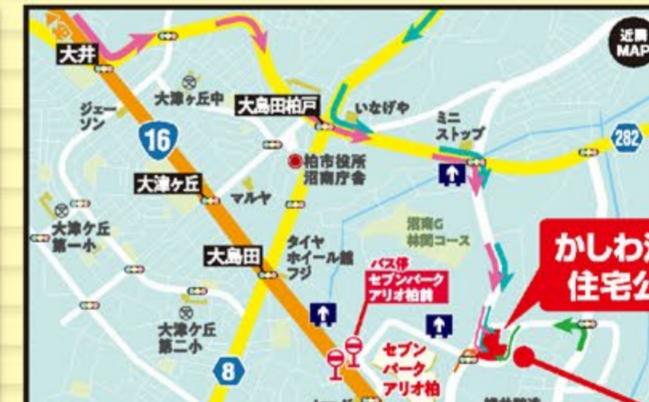 大井
近隣
MAP
大津ヶ丘中
大島田柏戸
いなげや
ジェー
ソン
ミニ
ストップ
16
282
柏市役所
沼南庁舎
大津ヶ丘
マルヤ
大津ケ丘
第一小
沼南G
林間コース
大島田
タイヤ
ホイール館
フジ
バス停
セブンパーク
アリオ柏前
かしわ
住宅公
大津ケ丘
第二小
8
セブン
パーク
アリオ柏